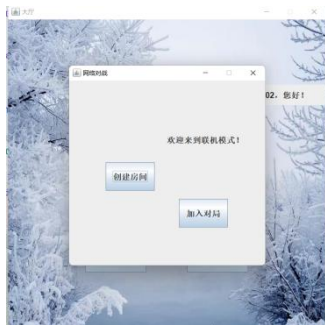 大厅
网络对战
02，您好！
欢迎来到联机模式！
创建房间
加入对局